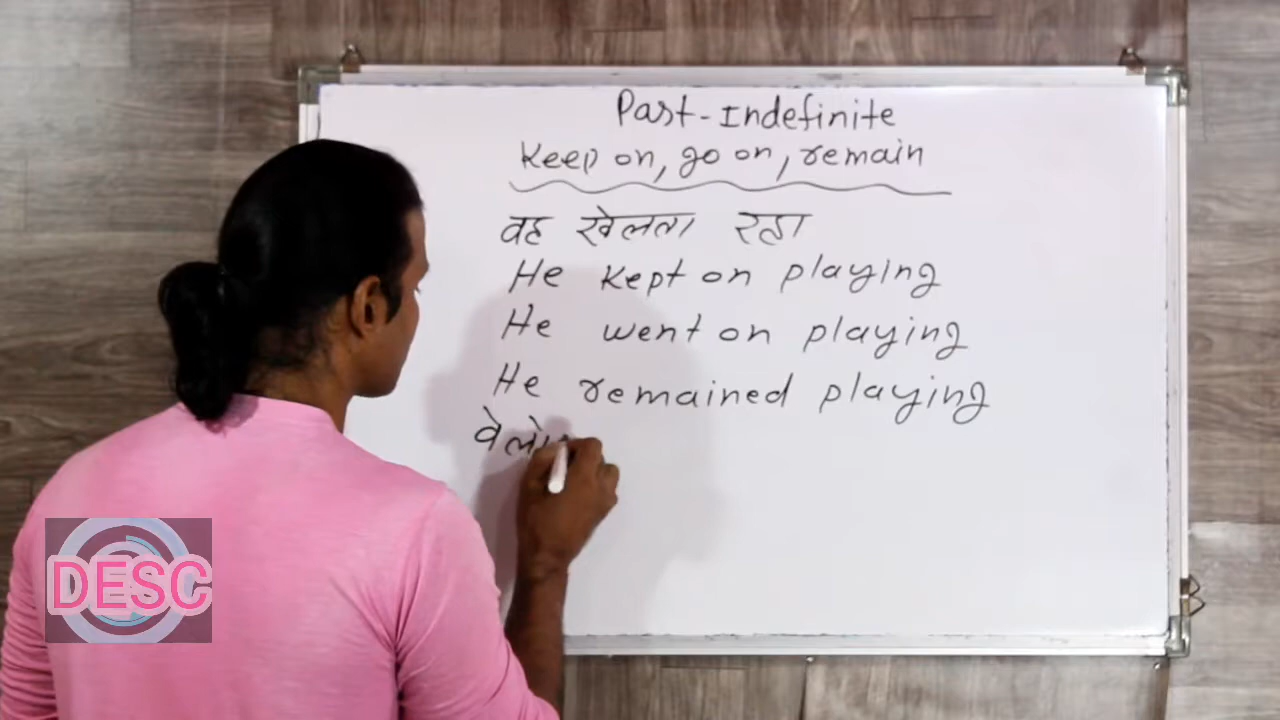 Past-Indefinite
Keep on, go on, remain
वह खेलता रहा
He kept on playing
He went on playing
He remained playing
DESC